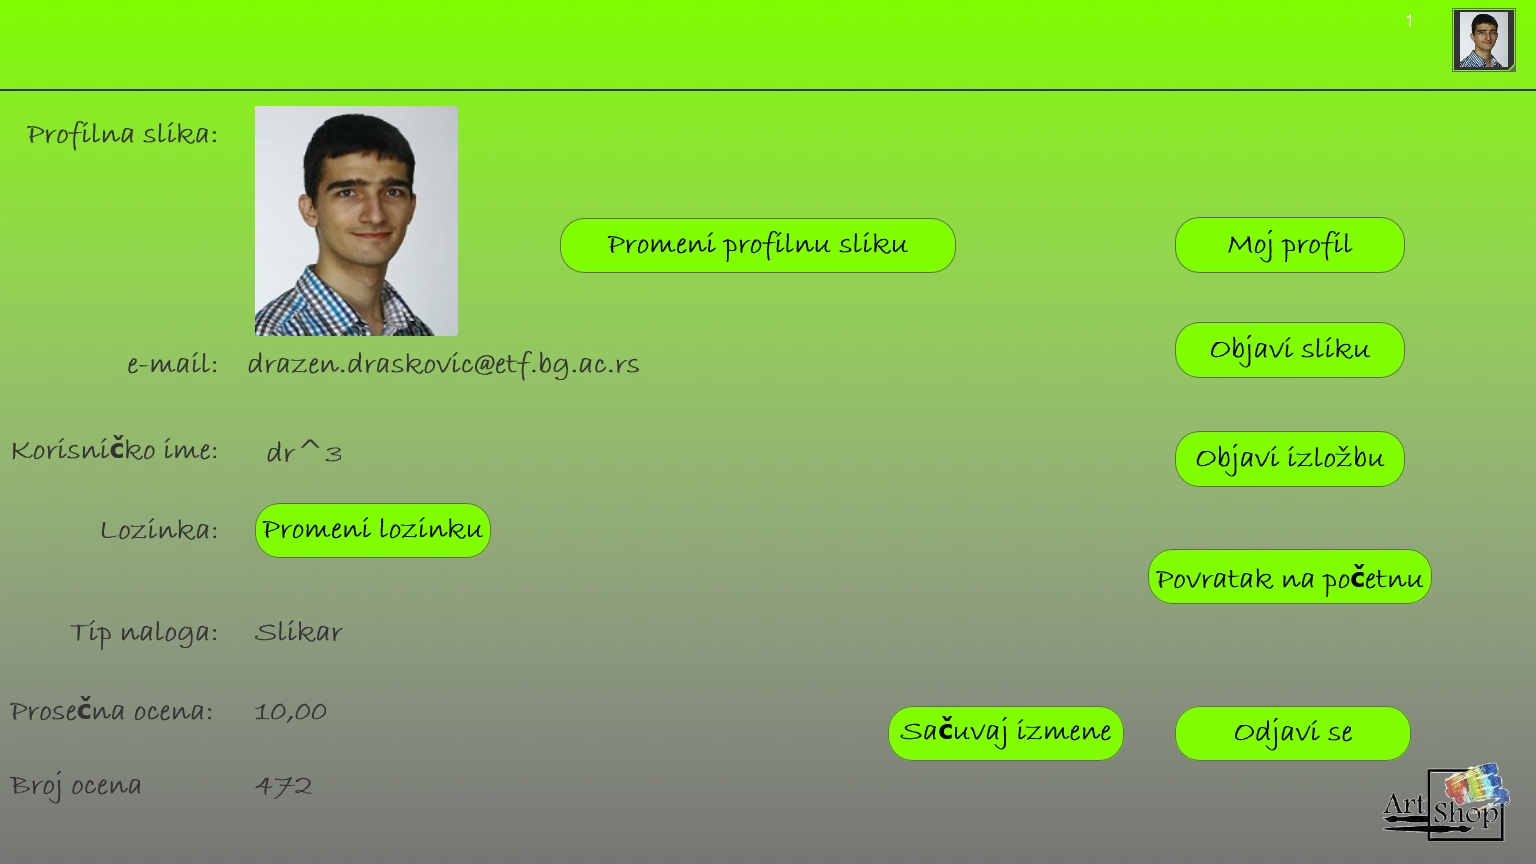 1
Profilna slika:
Promeni profilnu sliku
Moj profil
Objavi sliku
e-mail: drazen.draskovic@etf.bg.ac.rs
Korisničko ime: dr^3
Objavi izložbu
Lozinka: Promeni lozinku
Povratak na početnu
Tip naloga: Slikar
Prosečna ocena: 10,00
Sačuvaj izmene
Odjavi se
Broj ocena 472
Art Shop